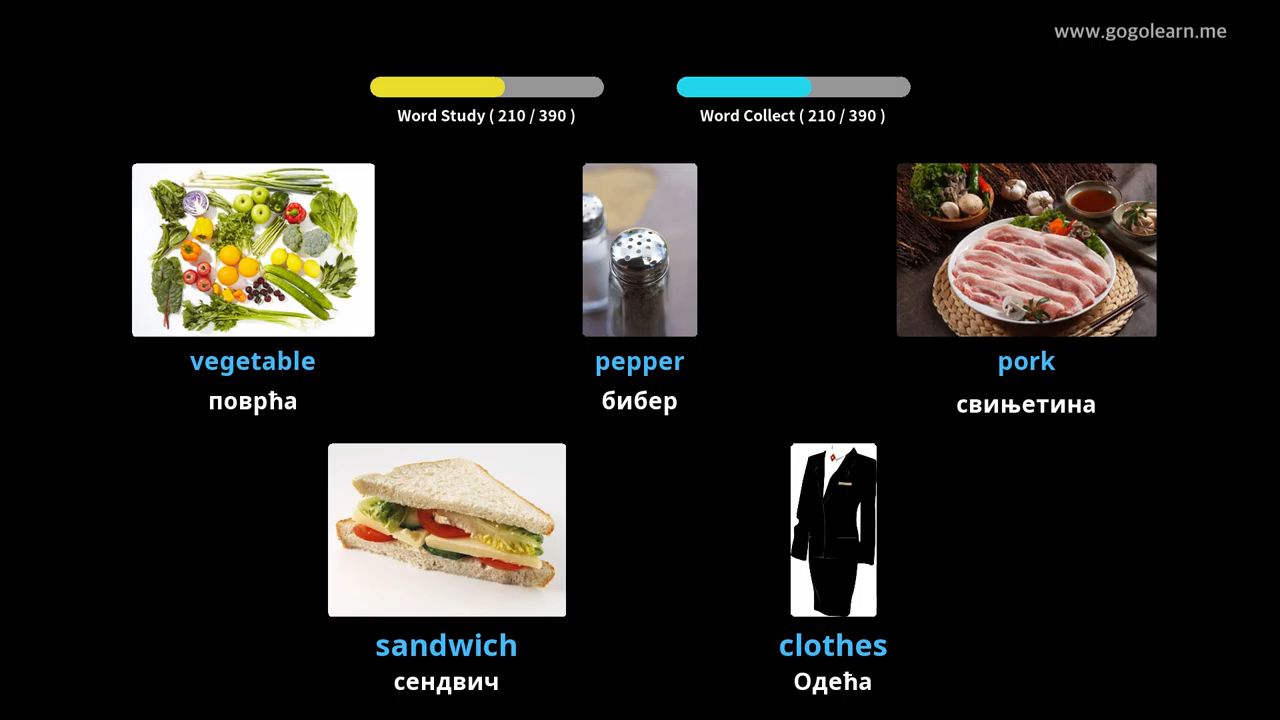 www.gogolearn.me
Word Study ( 210 / 390 )
Word Collect ( 210 / 390 )
vegetable
поврћа
pepper
бибер
pork
свињетина
sandwich
сендвич
clothes
Одећа